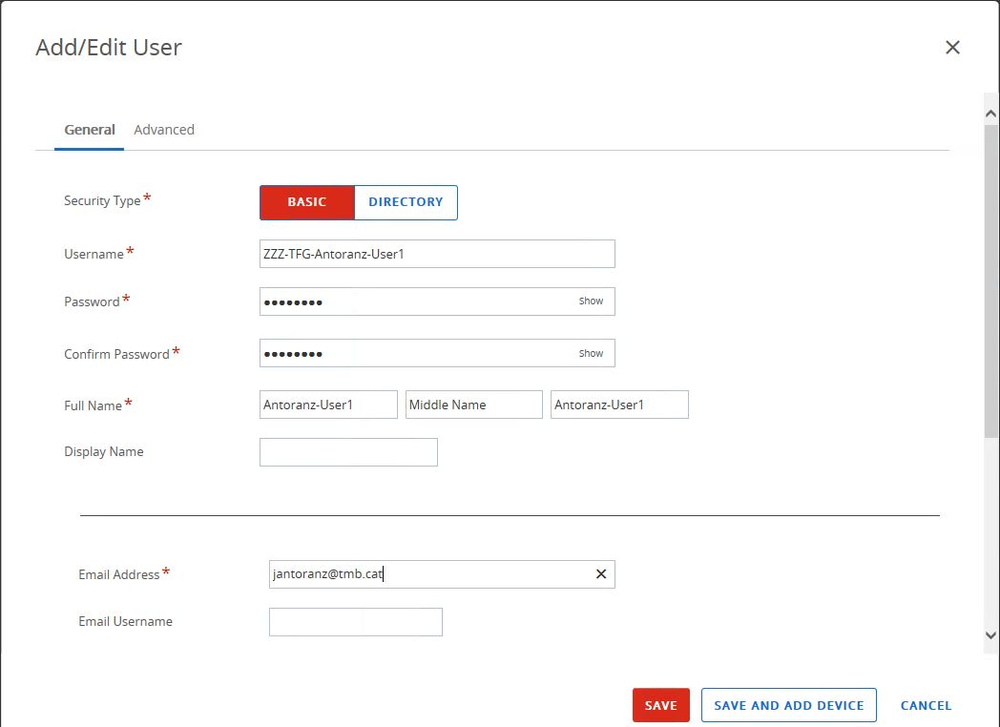 Add/Edit User
General Advanced
Security Type* BASIC DIRECTORY
Username* ZZZ-TFG-Antoranz-User1
Password* •••••••• Show
Confirm Password* •••••••• Show
Full Name* Antoranz-User1 Middle Name Antoranz-User1
Display Name
Email Address* jantoranz@tmb.cat
Email Username
SAVE SAVE AND ADD DEVICE CANCEL